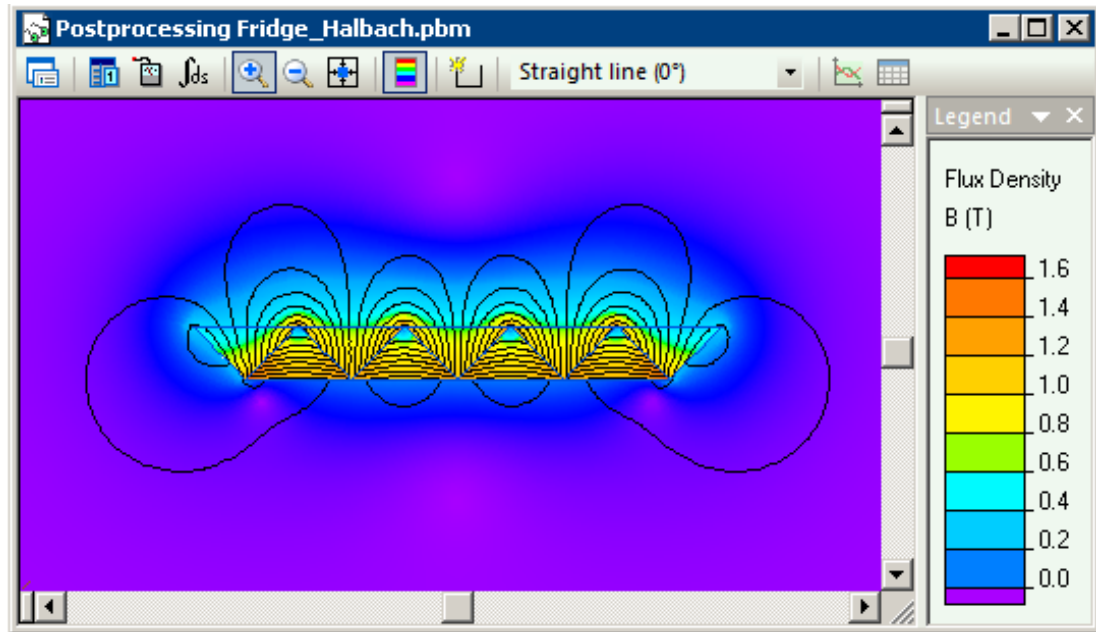 Postprocessing Fridge_Halbach.pbm
∫ds Straight line (0°)
Legend
Flux Density
B (T)
1.6
1.4
1.2
1.0
0.8
0.6
0.4
0.2
0.0